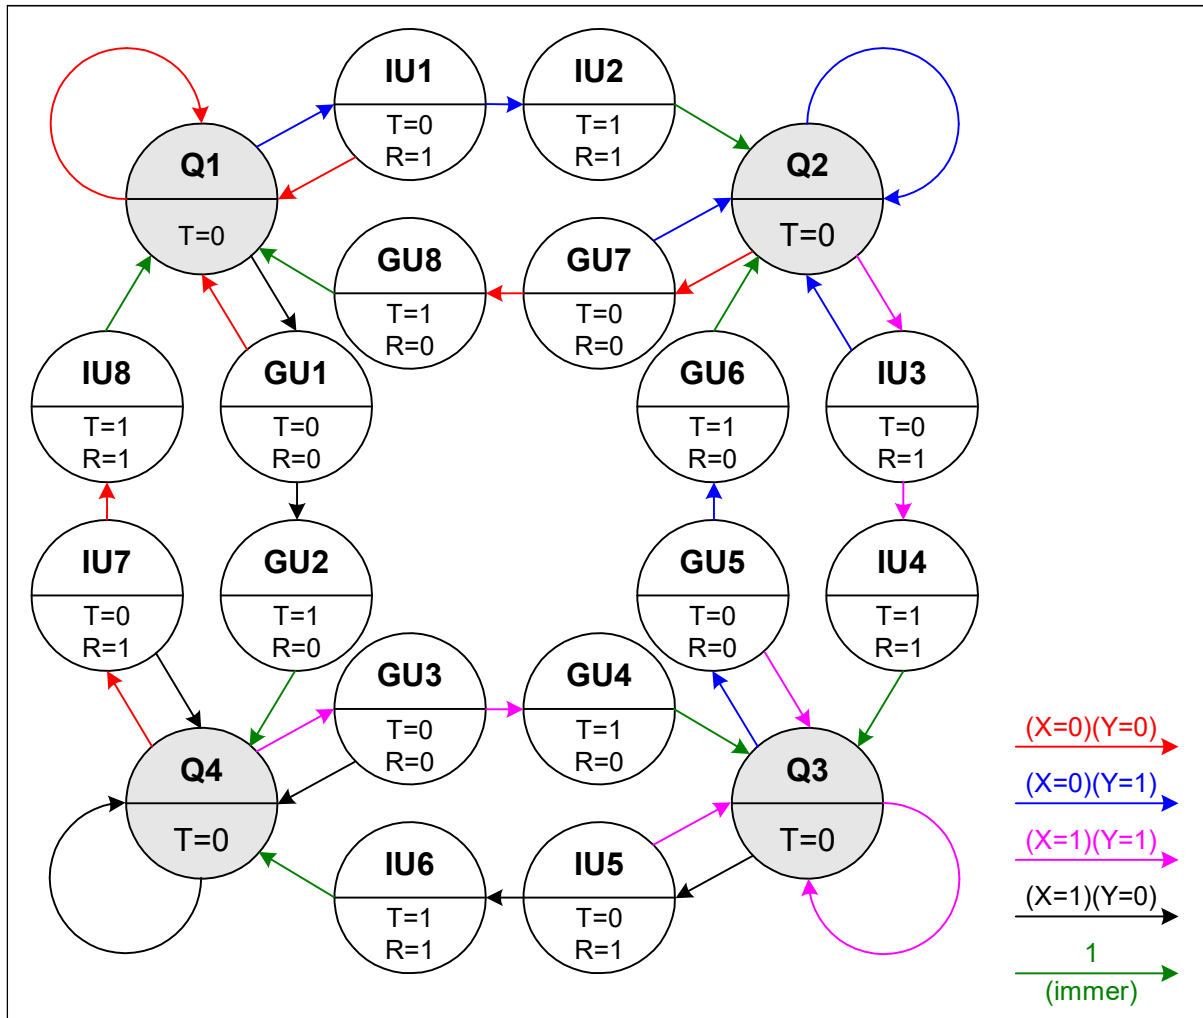 IU1
T=0
R=1
IU2
T=1
R=1
Q1
T=0
Q2
T=0
GU8
T=1
R=0
GU7
T=0
R=0
IU8
T=1
R=1
GU1
T=0
R=0
GU6
T=1
R=0
IU3
T=0
R=1
IU7
T=0
R=1
GU2
T=1
R=0
GU5
T=0
R=0
IU4
T=1
R=1
GU3
T=0
R=0
GU4
T=1
R=0
Q4
T=0
Q3
T=0
IU6
T=1
R=1
IU5
T=0
R=1
(X=0)(Y=0)
(X=0)(Y=1)
(X=1)(Y=1)
(X=1)(Y=0)
1
(immer)